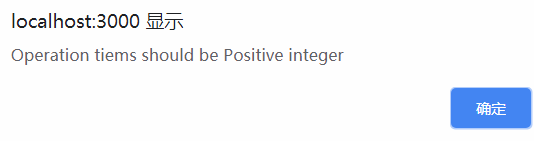 localhost:3000 显示
Operation tiems should be Positive integer
确定